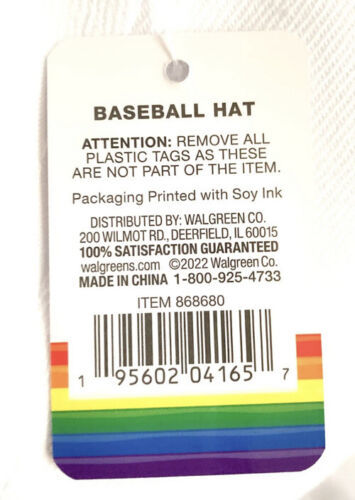 BASEBALL HAT
ATTENTION: REMOVE ALL
PLASTIC TAGS AS THESE
ARE NOT PART OF THE ITEM.
Packaging Printed with Soy Ink
DISTRIBUTED BY: WALGREEN CO.
200 WILMOT RD., DEERFIELD, IL 60015
100% SATISFACTION GUARANTEED
walgreens.com ©2022 Walgreen Co.
MADE IN CHINA 1-800-925-4733
ITEM 868680
1 95602 04165 7